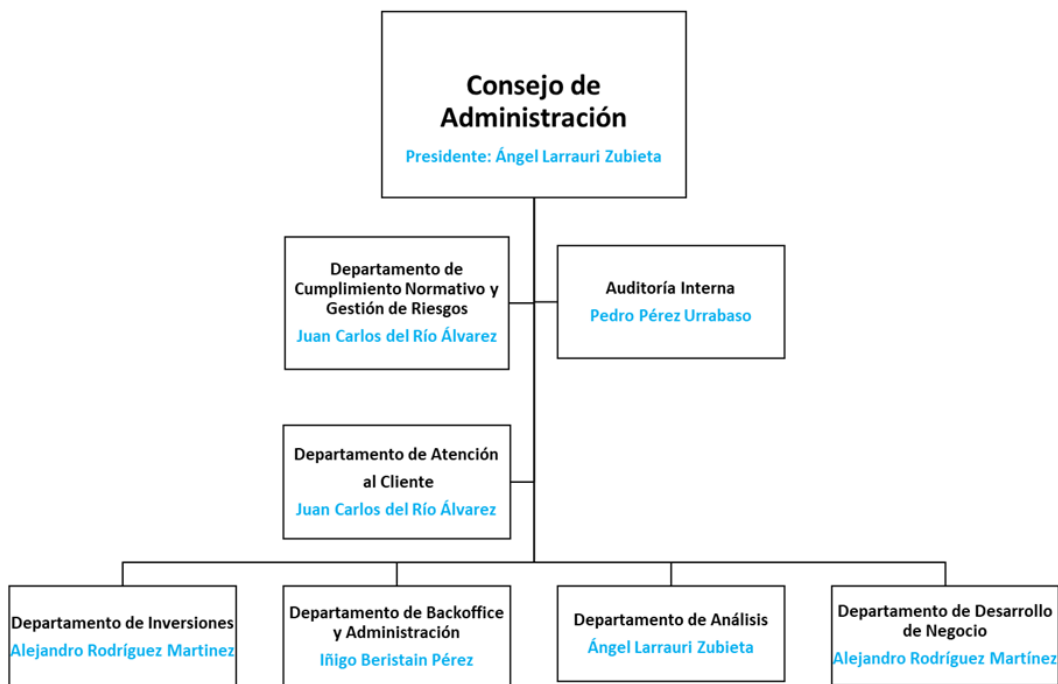 Consejo de
Administración
Presidente: Ángel Larrauri Zubieta
Departamento de
Cumplimiento Normativo y
Gestión de Riesgos
Juan Carlos del Río Álvarez
Auditoría Interna
Pedro Pérez Urrabaso
Departamento de Atención
al Cliente
Juan Carlos del Río Álvarez
Departamento de Inversiones
Alejandro Rodríguez Martinez
Departamento de Backoffice
y Administración
Iñigo Beristain Pérez
Departamento de Análisis
Ángel Larrauri Zubieta
Departamento de Desarrollo
de Negocio
Alejandro Rodríguez Martínez